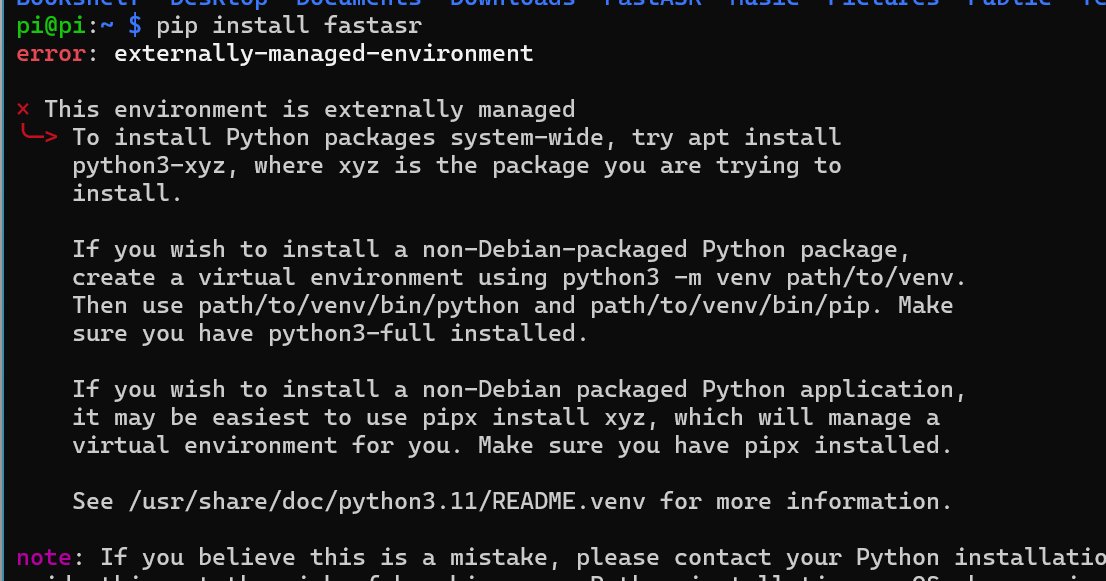 Bookshelf Desktop Documents Downloads FastASR Music Pictures Public
pi@pi:~ $ pip install fastasr
error: externally-managed-environment
× This environment is externally managed
╰─> To install Python packages system-wide, try apt install
python3-xyz, where xyz is the package you are trying to
install.
If you wish to install a non-Debian-packaged Python package,
create a virtual environment using python3 -m venv path/to/venv.
Then use path/to/venv/bin/python and path/to/venv/bin/pip. Make
sure you have python3-full installed.
If you wish to install a non-Debian packaged Python application,
it may be easiest to use pipx install xyz, which will manage a
virtual environment for you. Make sure you have pipx installed.
See /usr/share/doc/python3.11/README.venv for more information.
note: If you believe this is a mistake, please contact your Python installatio